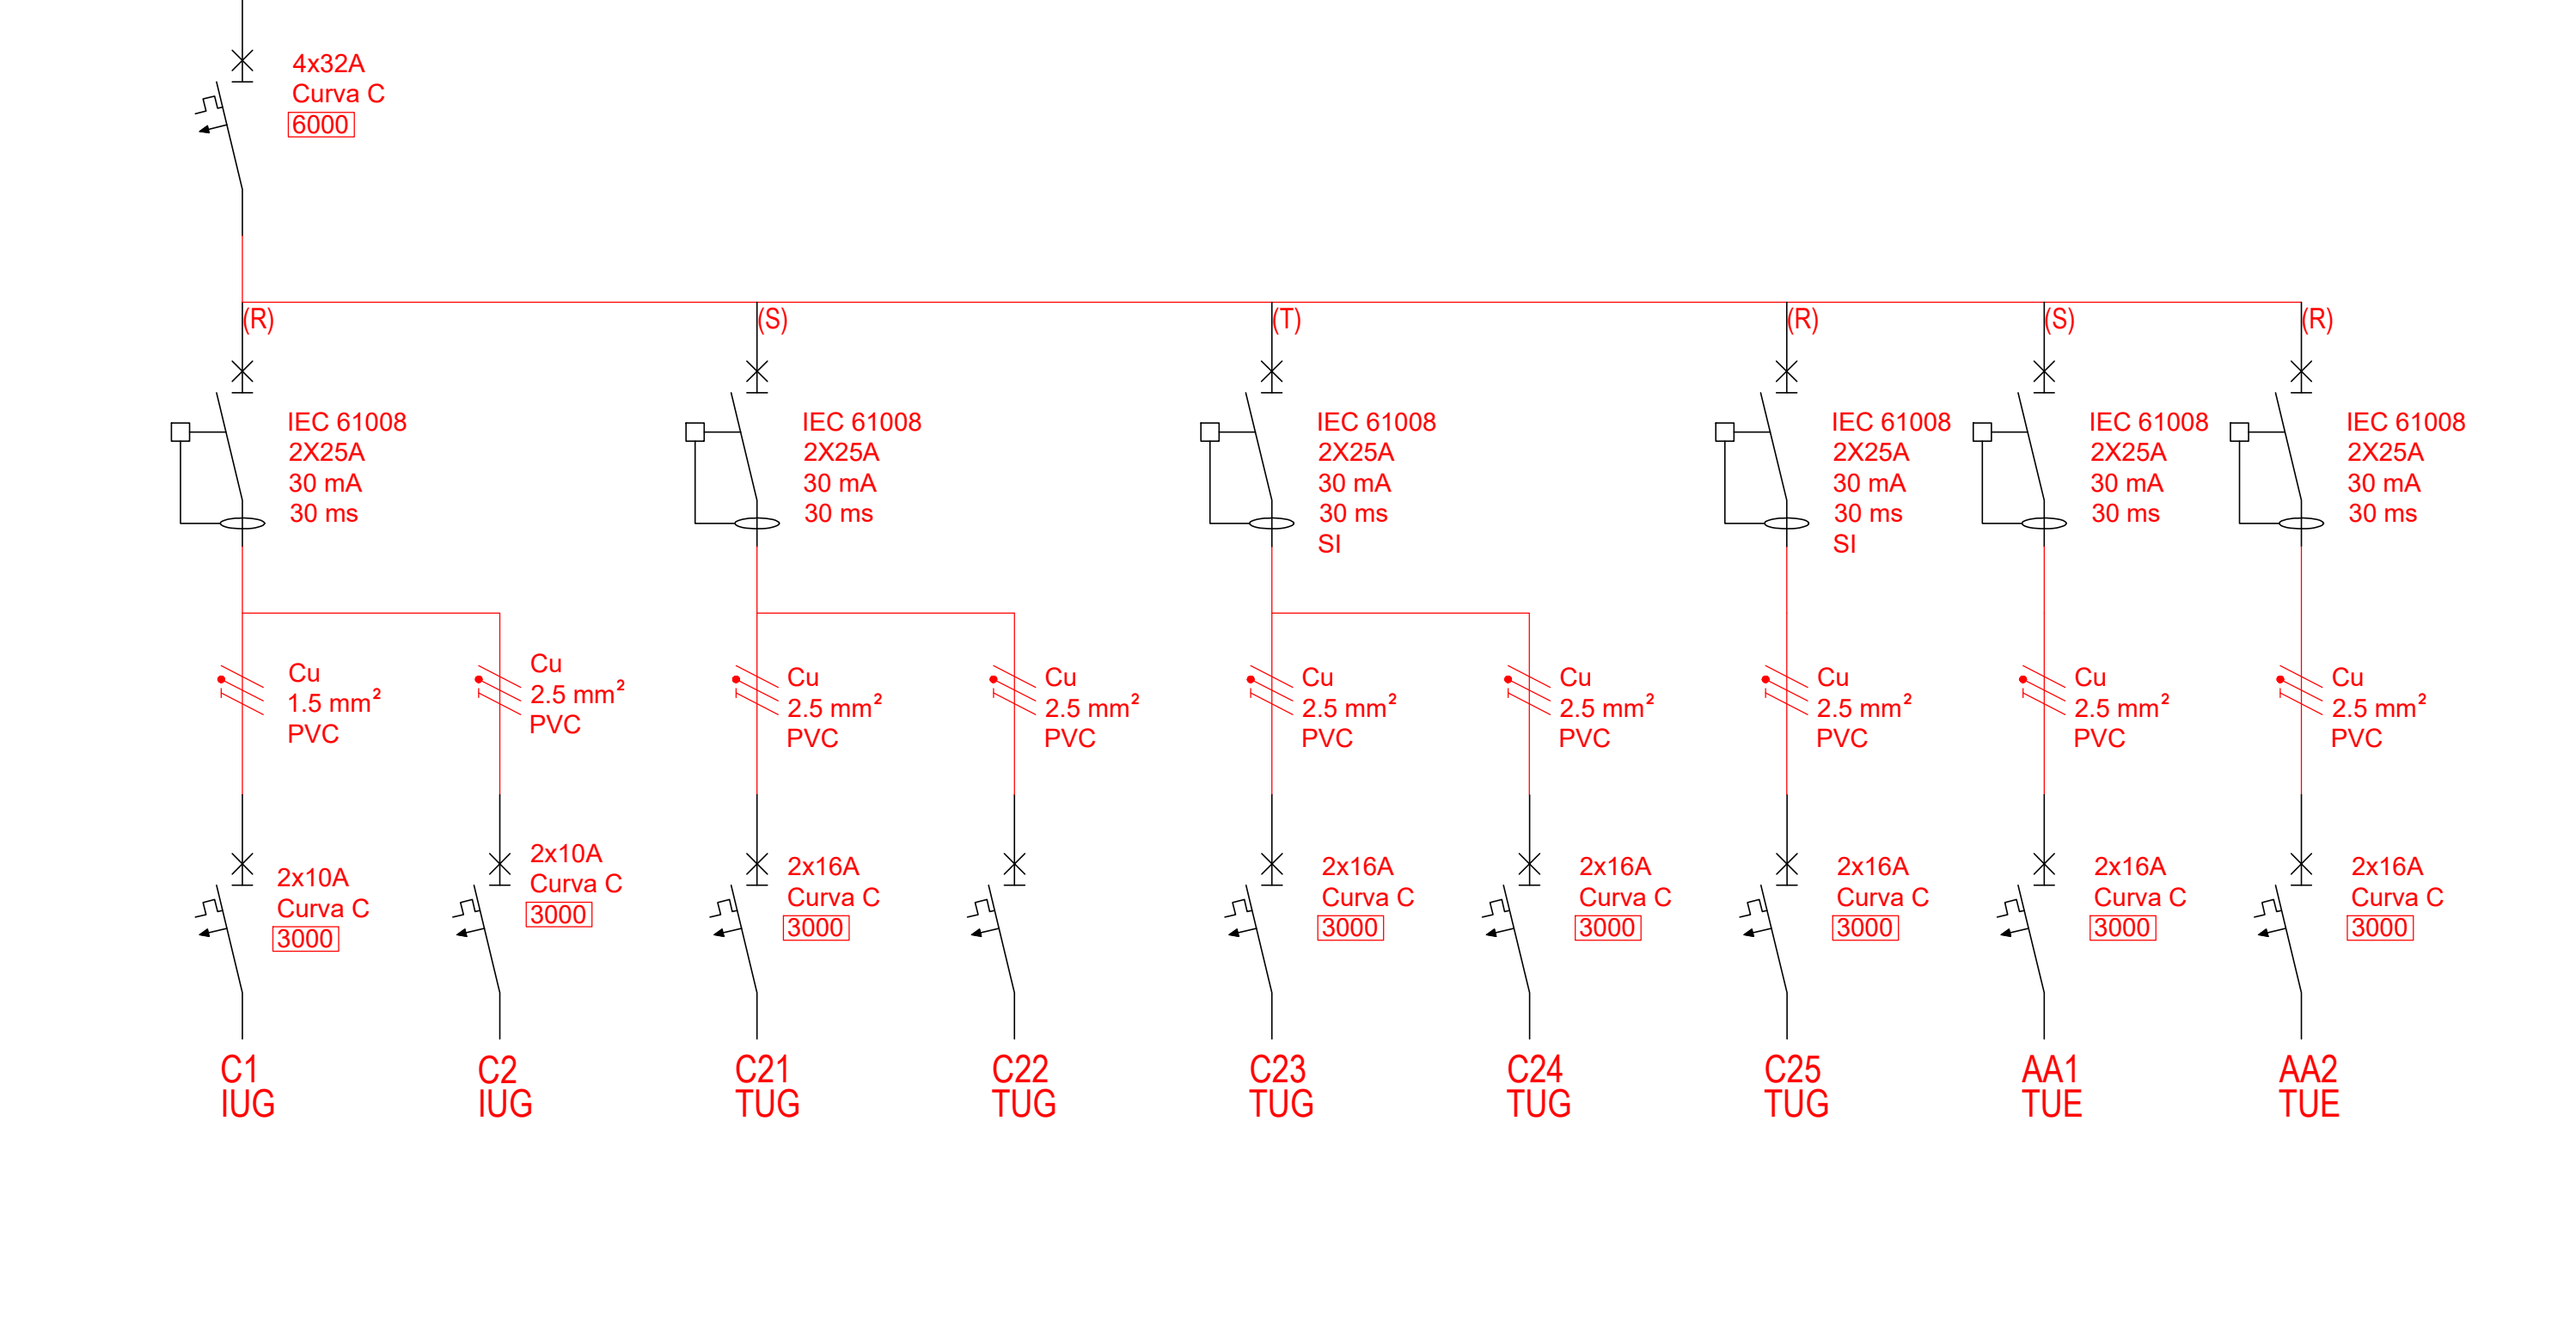 4x32A
Curva C
6000
(R)
(S)
(T)
(R)
(S)
(R)
IEC 61008
2X25A
30 mA
30 ms
IEC 61008
2X25A
30 mA
30 ms
IEC 61008
2X25A
30 mA
30 ms
SI
IEC 61008
2X25A
30 mA
30 ms
SI
IEC 61008
2X25A
30 mA
30 ms
IEC 61008
2X25A
30 mA
30 ms
Cu
1.5 mm²
PVC
Cu
2.5 mm²
PVC
Cu
2.5 mm²
PVC
Cu
2.5 mm²
PVC
Cu
2.5 mm²
PVC
Cu
2.5 mm²
PVC
Cu
2.5 mm²
PVC
Cu
2.5 mm²
PVC
Cu
2.5 mm²
PVC
2x10A
Curva C
3000
2x10A
Curva C
3000
2x16A
Curva C
3000
2x16A
Curva C
3000
2x16A
Curva C
3000
2x16A
Curva C
3000
2x16A
Curva C
3000
2x16A
Curva C
3000
C1
IUG
C2
IUG
C21
TUG
C22
TUG
C23
TUG
C24
TUG
C25
TUG
AA1
TUE
AA2
TUE